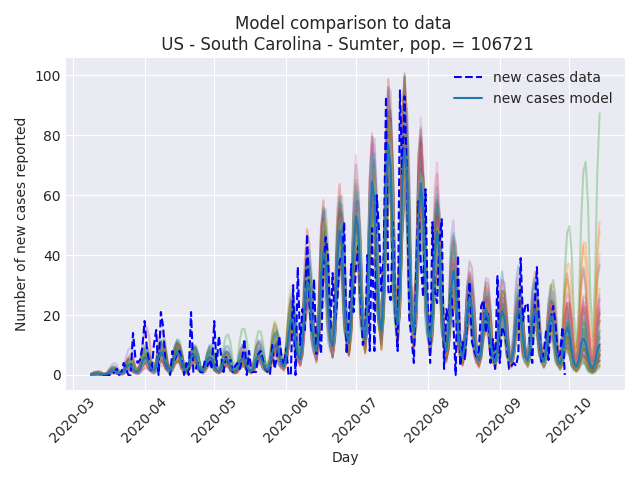 Model comparison to data
US - South Carolina - Sumter, pop. = 106721
new cases data
new cases model
Number of new cases reported
100
80
60
40
20
0
2020-03
2020-04
2020-05
2020-06
2020-07
2020-08
2020-09
2020-10
Day